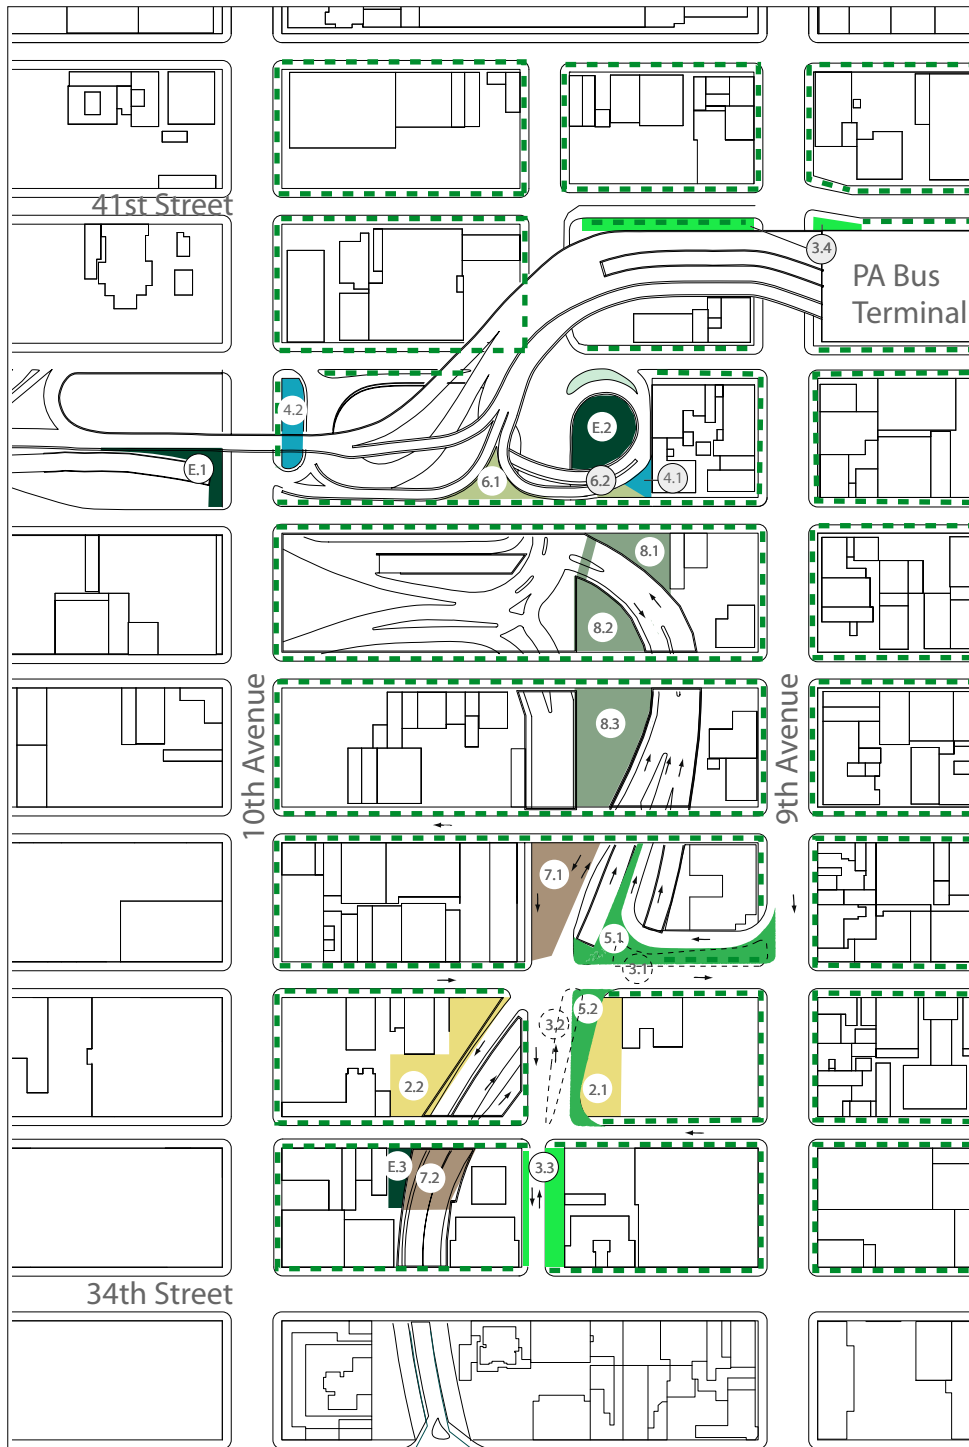 41st Street
3.4
PA Bus
Terminal
4.2
E.2
E.1
6.1
6.2
4.1
8.1
8.2
10th Avenue
9th Avenue
8.3
7.1
5.1
3.1
5.2
3.2
2.2
2.1
E.3
7.2
3.3
34th Street